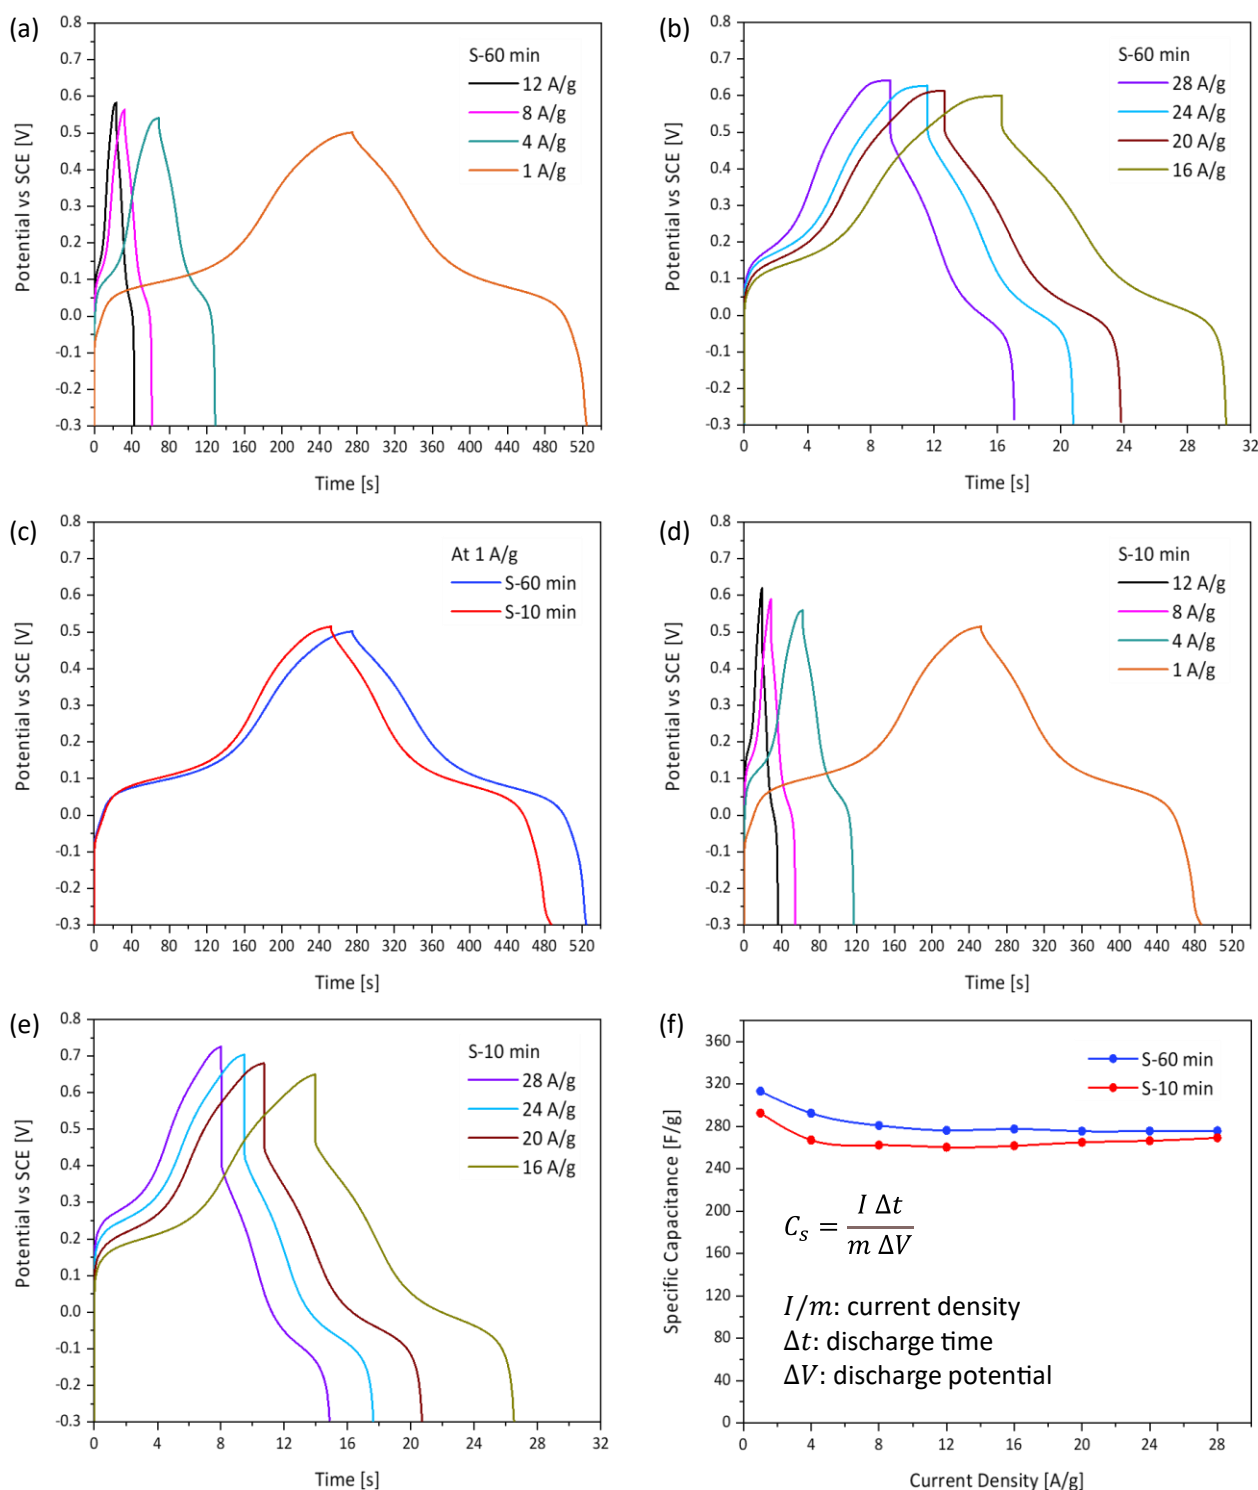 (a)
0.8
0.7
0.6
0.5
0.4
0.3
0.2
0.1
0.0
-0.1
-0.2
-0.3
Potential vs SCE [V]
S-60 min
12 A/g
8 A/g
4 A/g
1 A/g
0 40 80 120 160 200 240 280 320 360 400 440 480 520
Time [s]
(b)
0.8
0.7
0.6
0.5
0.4
0.3
0.2
0.1
0.0
-0.1
-0.2
-0.3
Potential vs SCE [V]
S-60 min
28 A/g
24 A/g
20 A/g
16 A/g
0 4 8 12 16 20 24 28 32
Time [s]
(c)
0.8
0.7
0.6
0.5
0.4
0.3
0.2
0.1
0.0
-0.1
-0.2
-0.3
Potential vs SCE [V]
At 1 A/g
S-60 min
S-10 min
0 40 80 120 160 200 240 280 320 360 400 440 480 520
Time [s]
(d)
0.8
0.7
0.6
0.5
0.4
0.3
0.2
0.1
0.0
-0.1
-0.2
-0.3
Potential vs SCE [V]
S-10 min
12 A/g
8 A/g
4 A/g
1 A/g
0 40 80 120 160 200 240 280 320 360 400 440 480 520
Time [s]
(e)
0.8
0.7
0.6
0.5
0.4
0.3
0.2
0.1
0.0
-0.1
-0.2
-0.3
Potential vs SCE [V]
S-10 min
28 A/g
24 A/g
20 A/g
16 A/g
0 4 8 12 16 20 24 28 32
Time [s]
(f)
360
320
280
240
200
160
120
80
40
0
Specific Capacitance [F/g]
S-60 min
S-10 min
C_s = I Δt / m ΔV
I/m: current density
Δt: discharge time
ΔV: discharge potential
0 4 8 12 16 20 24 28
Current Density [A/g]